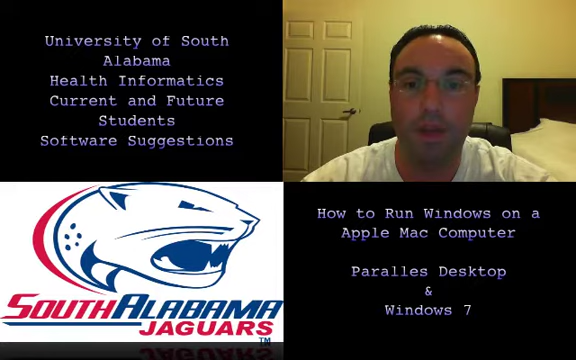 University of South
Alabama
Health Informatics
Current and Future
Students
Software Suggestions
SOUTH ALABAMA
JAGUARS
TM
How to Run Windows on a
Apple Mac Computer
Paralles Desktop
&
Windows 7